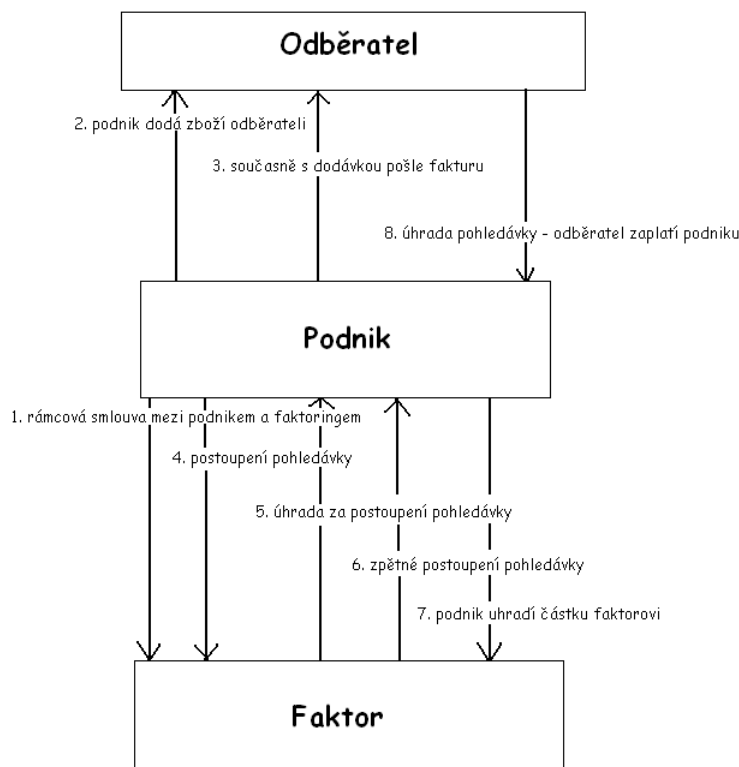 Odběratel
2. podnik dodá zboží odběrateli
3. současně s dodávkou pošle fakturu
8. úhrada pohledávky - odběratel zaplatí podniku
Podnik
1. rámcová smlouva mezi podnikem a faktoringem
4. postoupení pohledávky
5. úhrada za postoupení pohledávky
6. zpětné postoupení pohledávky
7. podnik uhradí částku faktorovi
Faktor